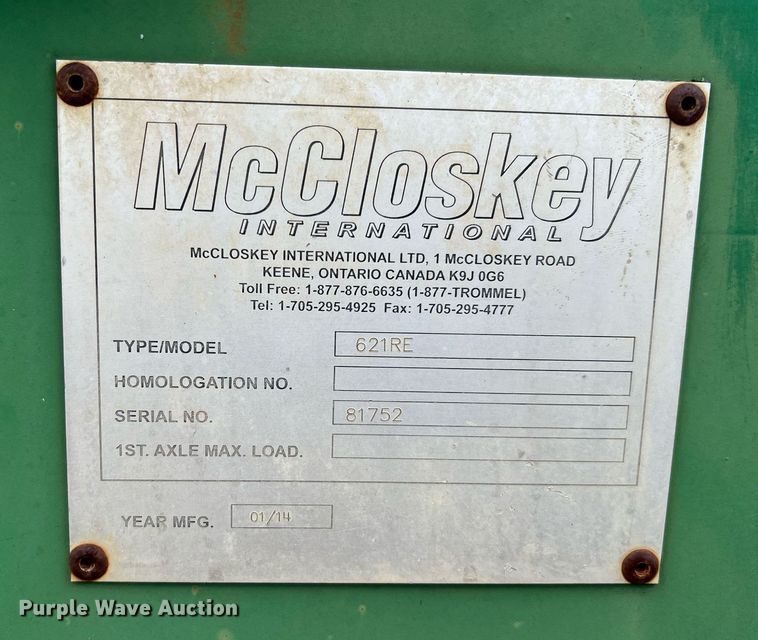 McCloskey
INTERNATIONAL
McCLOSKEY INTERNATIONAL LTD, 1 McCLOSKEY ROAD
KEENE, ONTARIO CANADA K9J 0G6
Toll Free: 1-877-876-6635 (1-877-TROMMEL)
Tel: 1-705-295-4925 Fax: 1-705-295-4777
TYPE/MODEL 621RE
HOMOLOGATION NO.
SERIAL NO. 81752
1ST. AXLE MAX. LOAD.
YEAR MFG. 01/14
Purple Wave Auction